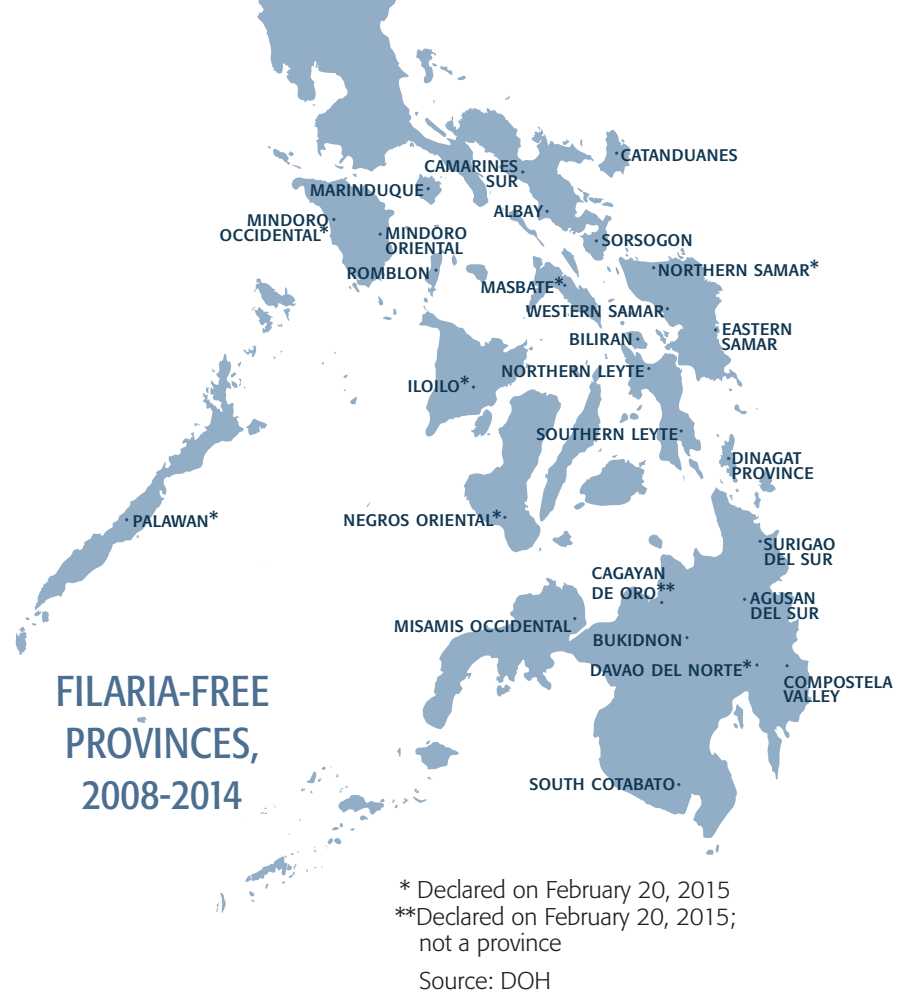 CATANDUANES
CAMARINES
SUR
MARINDUQUE
ALBAY
MINDORO
OCCIDENTAL*
MINDORO
ORIENTAL
SORSOGON
ROMBLON
NORTHERN SAMAR*
MASBATE*
WESTERN SAMAR
EASTERN
SAMAR
BILIRAN
NORTHERN LEYTE
ILOILO*
SOUTHERN LEYTE
DINAGAT
PROVINCE
PALAWAN*
NEGROS ORIENTAL*
SURIGAO
DEL SUR
CAGAYAN
DE ORO**
AGUSAN
DEL SUR
MISAMIS OCCIDENTAL
BUKIDNON
DAVAO DEL NORTE*
COMPOSTELA
VALLEY
FILARIA-FREE
PROVINCES,
2008-2014
SOUTH COTABATO
* Declared on February 20, 2015
**Declared on February 20, 2015;
not a province
Source: DOH